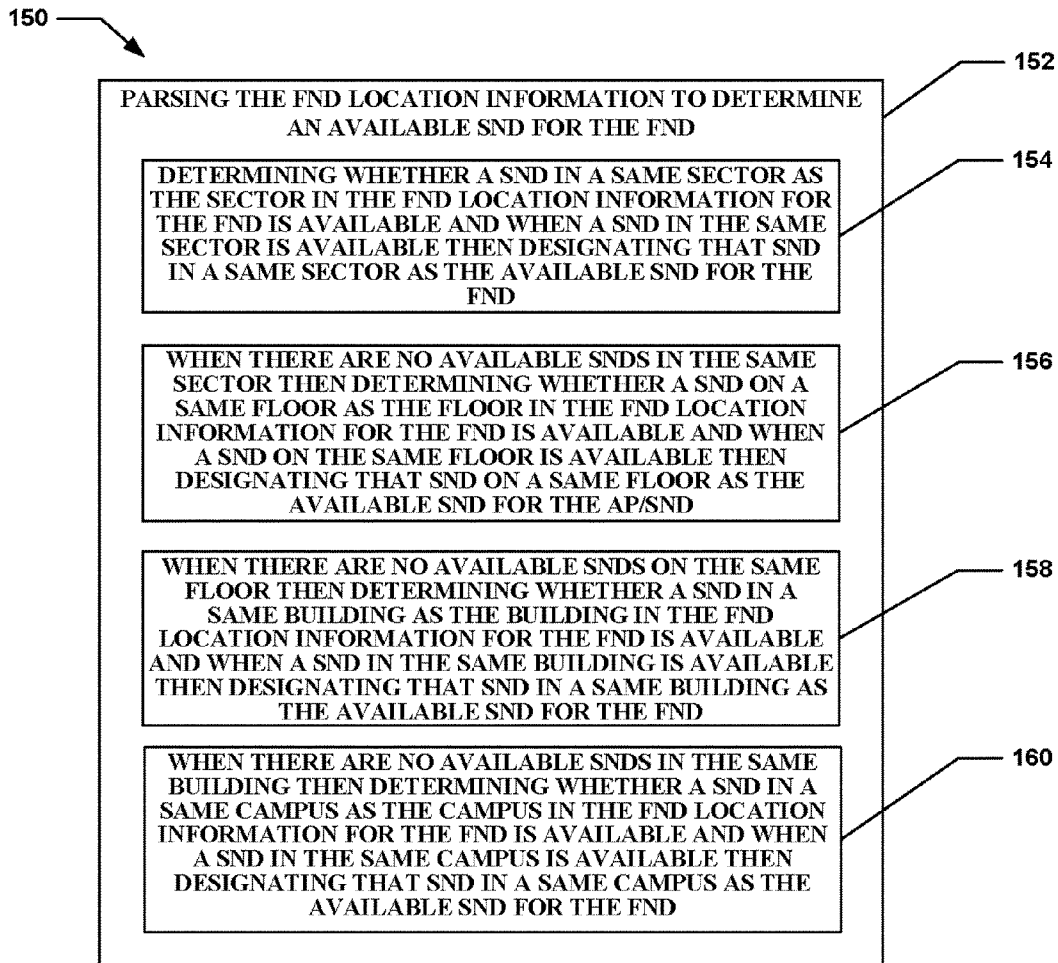 150
152
PARSING THE FND LOCATION INFORMATION TO DETERMINE
AN AVAILABLE SND FOR THE FND
154
DETERMINING WHETHER A SND IN A SAME SECTOR AS
THE SECTOR IN THE FND LOCATION INFORMATION FOR
THE FND IS AVAILABLE AND WHEN A SND IN THE SAME
SECTOR IS AVAILABLE THEN DESIGNATING THAT SND
IN A SAME SECTOR AS THE AVAILABLE SND FOR THE
FND
156
WHEN THERE ARE NO AVAILABLE SNDS IN THE SAME
SECTOR THEN DETERMINING WHETHER A SND ON A
SAME FLOOR AS THE FLOOR IN THE FND LOCATION
INFORMATION FOR THE FND IS AVAILABLE AND WHEN
A SND ON THE SAME FLOOR IS AVAILABLE THEN
DESIGNATING THAT SND ON A SAME FLOOR AS THE
AVAILABLE SND FOR THE AP/SND
158
WHEN THERE ARE NO AVAILABLE SNDS ON THE SAME
FLOOR THEN DETERMINING WHETHER A SND IN A
SAME BUILDING AS THE BUILDING IN THE FND
LOCATION INFORMATION FOR THE FND IS AVAILABLE
AND WHEN A SND IN THE SAME BUILDING IS AVAILABLE
THEN DESIGNATING THAT SND IN A SAME BUILDING AS
THE AVAILABLE SND FOR THE FND
160
WHEN THERE ARE NO AVAILABLE SNDS IN THE SAME
BUILDING THEN DETERMINING WHETHER A SND IN A
SAME CAMPUS AS THE CAMPUS IN THE FND LOCATION
INFORMATION FOR THE FND IS AVAILABLE AND WHEN
A SND IN THE SAME CAMPUS IS AVAILABLE THEN
DESIGNATING THAT SND IN A SAME CAMPUS AS THE
AVAILABLE SND FOR THE FND